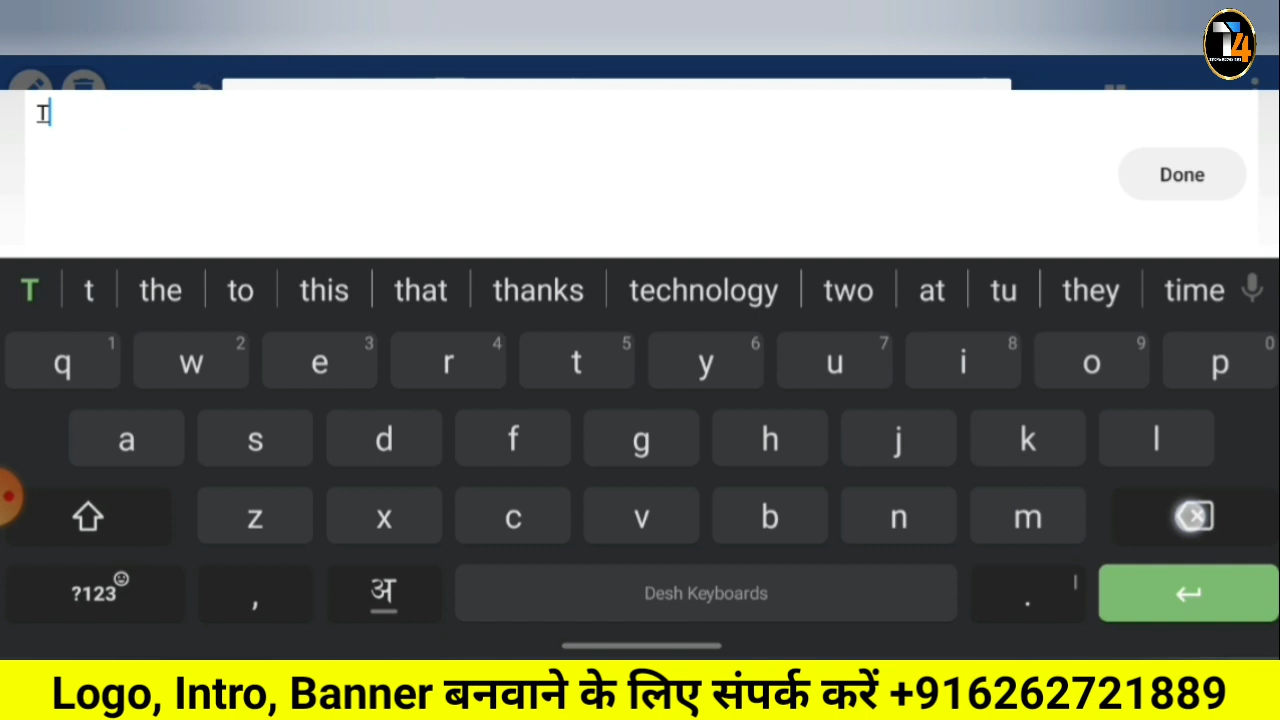 T4
T
Done
T t the to this that thanks technology two at tu they time
q 1 w 2 e 3 r 4 t 5 y 6 u 7 i 8 o 9 p 0
a s d f g h j k l
z x c v b n m
?123 , अ Desh Keyboards . |
Logo, Intro, Banner बनवाने के लिए संपर्क करें +916262721889